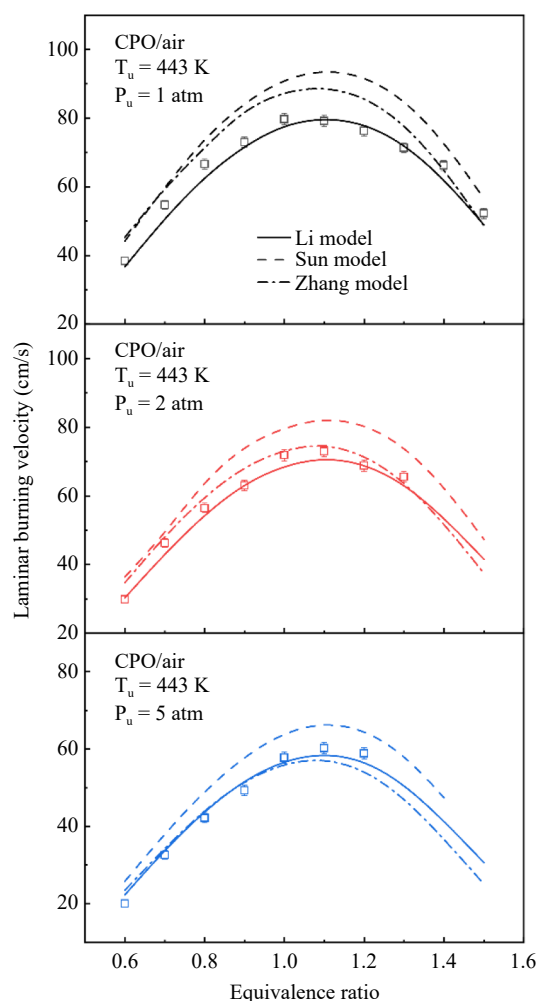 CPO/air
Tu = 443 K
Pu = 1 atm
100
80
60
40
20
Li model
Sun model
Zhang model
CPO/air
Tu = 443 K
Pu = 2 atm
100
80
60
40
20
Laminar burning velocity (cm/s)
CPO/air
Tu = 443 K
Pu = 5 atm
80
60
40
20
0.6 0.8 1.0 1.2 1.4 1.6
Equivalence ratio